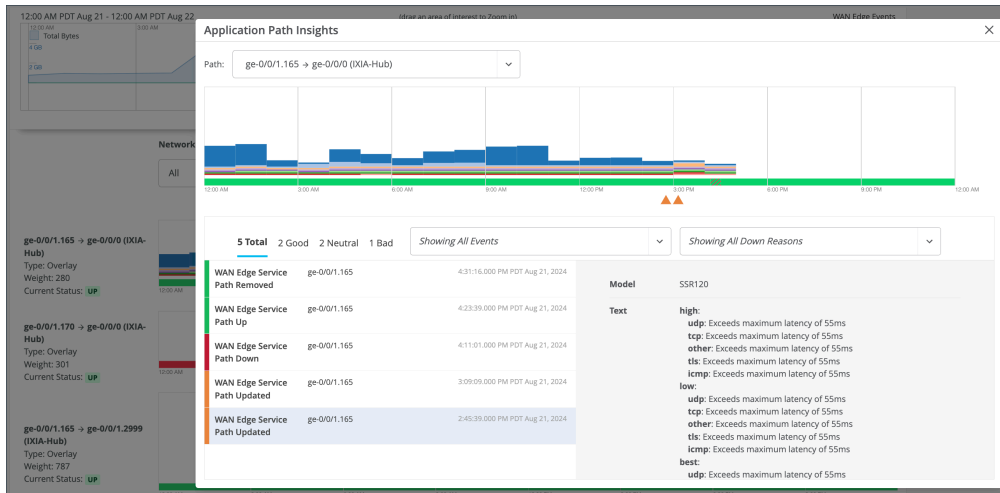 12:00 AM PDT Aug 21 - 12:00 AM PDT Aug 22
(drag an area of interest to Zoom in)
WAN Edge Events
12:00 AM
3:00 AM
Total Bytes
4 GB
2 GB
Network
All
ge-0/0/1.165 → ge-0/0/0 (IXIA-
Hub)
Type: Overlay
Weight: 280
Current Status: UP
12:00 AM
ge-0/0/1.170 → ge-0/0/0 (IXIA-
Hub)
Type: Overlay
Weight: 301
Current Status: UP
12:00 AM
ge-0/0/1.165 → ge-0/0/1.2999
(IXIA-Hub)
Type: Overlay
Weight: 787
Current Status: UP
Application Path Insights
Path: ge-0/0/1.165 → ge-0/0/0 (IXIA-Hub)
12:00 AM 3:00 AM 6:00 AM 9:00 AM 12:00 PM 3:00 PM 6:00 PM 9:00 PM 12:00 AM
5 Total 2 Good 2 Neutral 1 Bad Showing All Events Showing All Down Reasons
WAN Edge Service Path Removed ge-0/0/1.165 4:31:16.000 PM PDT Aug 21, 2024
WAN Edge Service Path Up ge-0/0/1.165 4:23:39.000 PM PDT Aug 21, 2024
WAN Edge Service Path Down ge-0/0/1.165 4:11:01.000 PM PDT Aug 21, 2024
WAN Edge Service Path Updated ge-0/0/1.165 3:09:09.000 PM PDT Aug 21, 2024
WAN Edge Service Path Updated ge-0/0/1.165 2:45:39.000 PM PDT Aug 21, 2024
Model SSR120
Text high:
udp: Exceeds maximum latency of 55ms
tcp: Exceeds maximum latency of 55ms
other: Exceeds maximum latency of 55ms
tls: Exceeds maximum latency of 55ms
icmp: Exceeds maximum latency of 55ms
low:
udp: Exceeds maximum latency of 55ms
tcp: Exceeds maximum latency of 55ms
other: Exceeds maximum latency of 55ms
tls: Exceeds maximum latency of 55ms
icmp: Exceeds maximum latency of 55ms
best:
udp: Exceeds maximum latency of 55ms